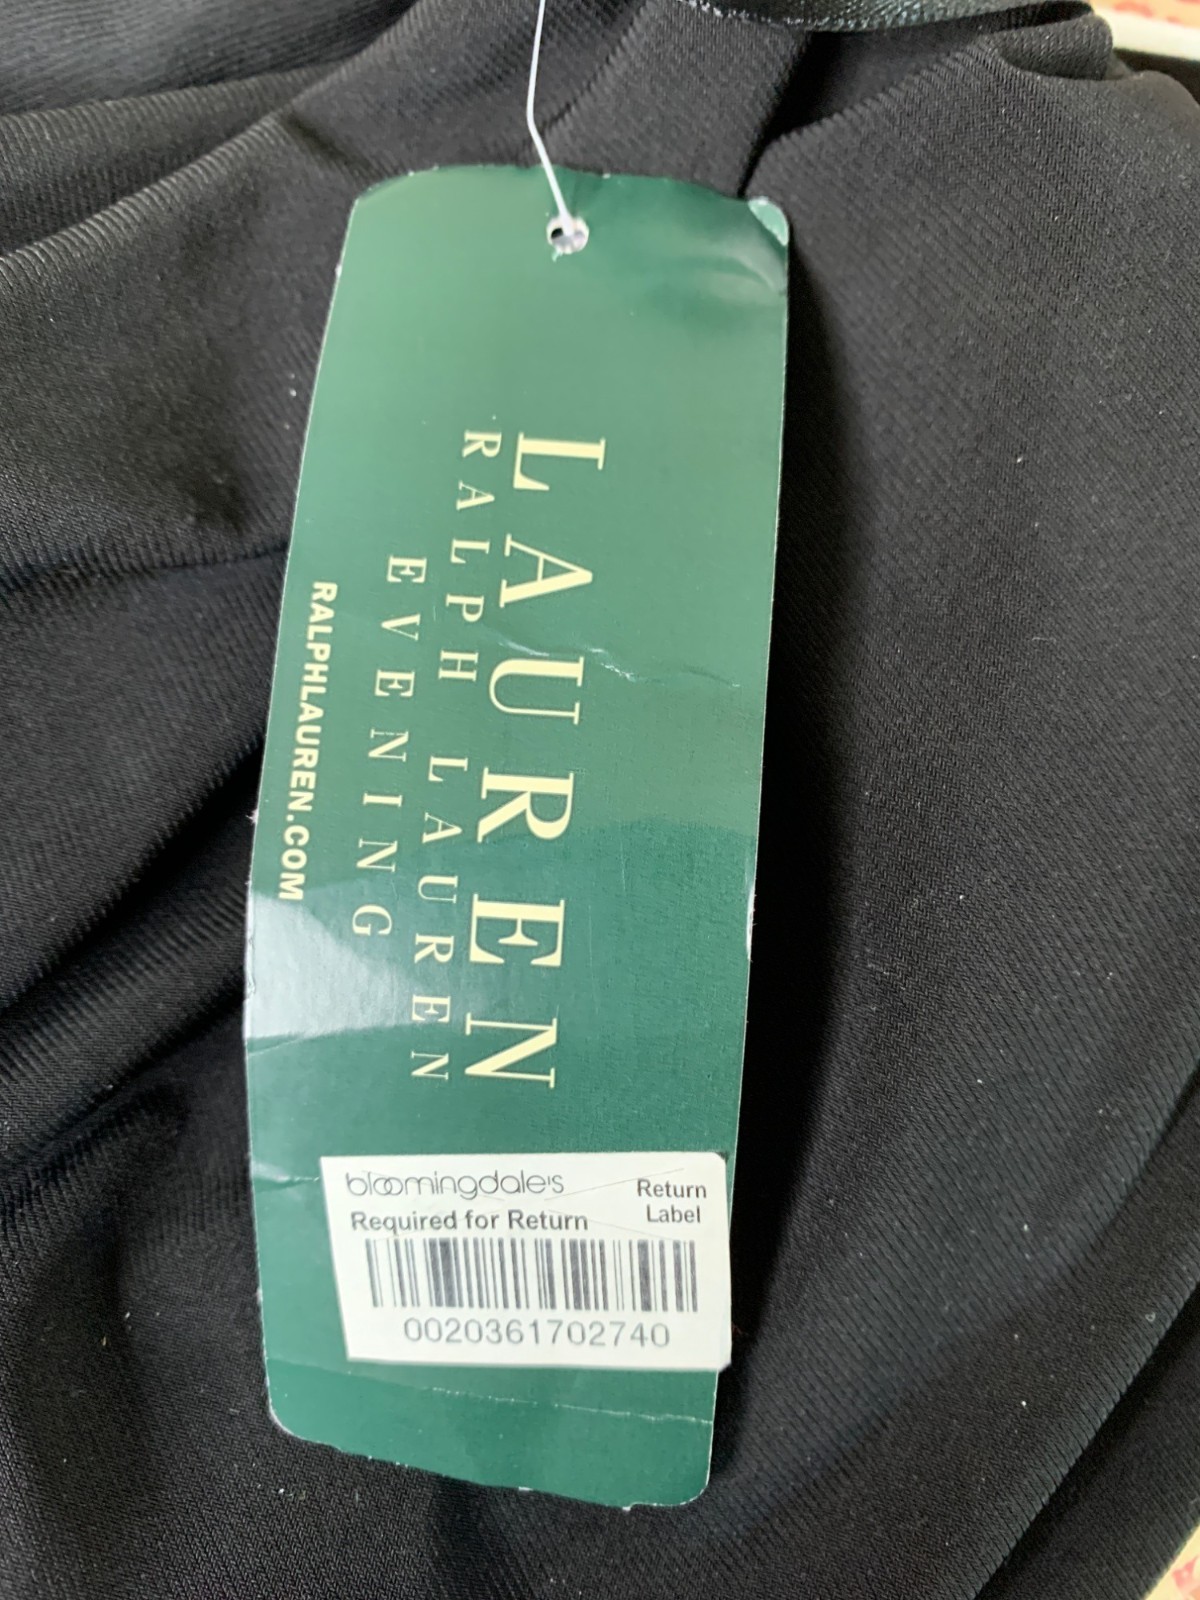 LAUREN
RALPH LAUREN
EVENING
RALPHLAUREN.COM
bloomingdale's
Return
Label
Required for Return
0020361702740